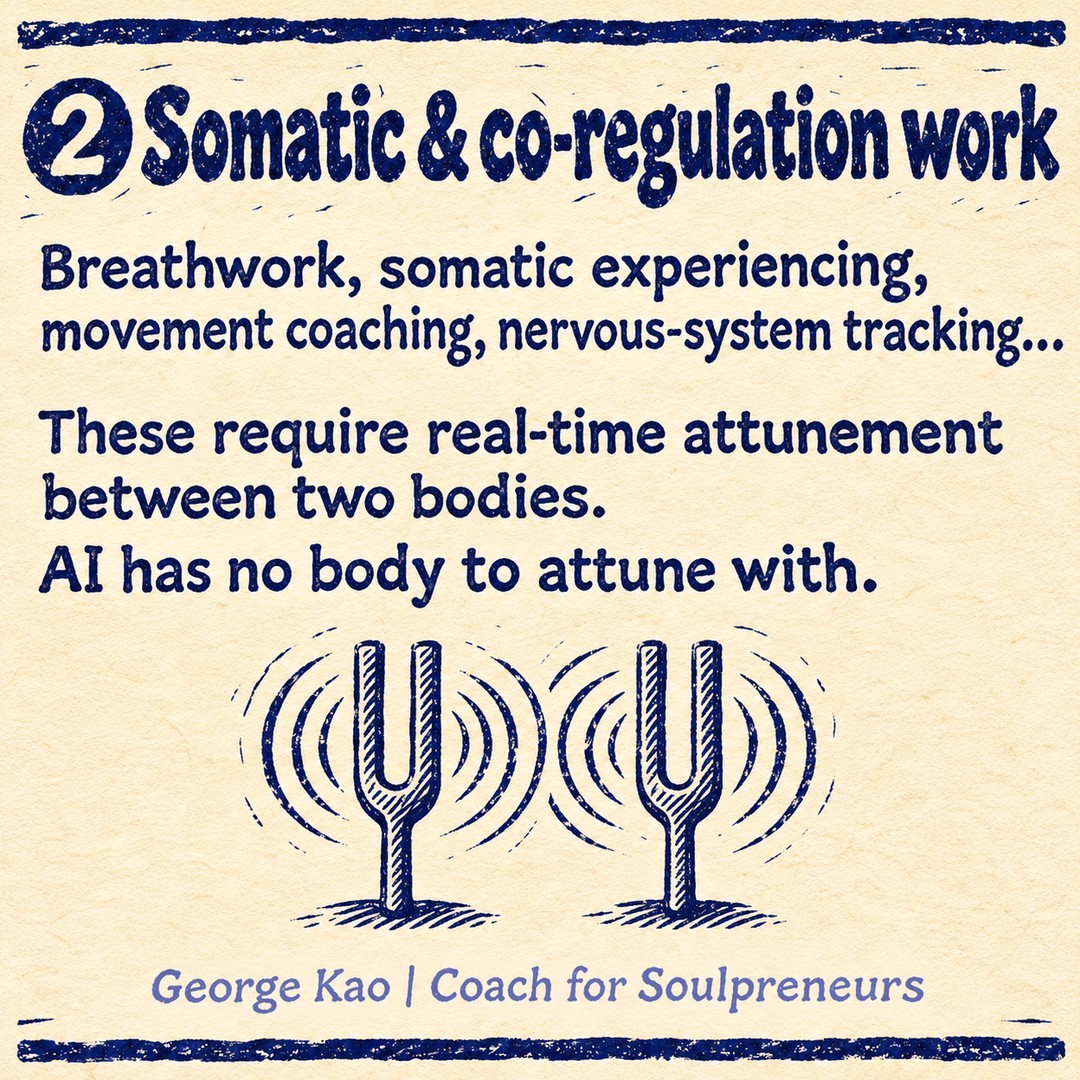 2 Somatic & co-regulation work
Breathwork, somatic experiencing,
movement coaching, nervous-system tracking...
These require real-time attunement
between two bodies.
AI has no body to attune with.
George Kao | Coach for Soulpreneurs